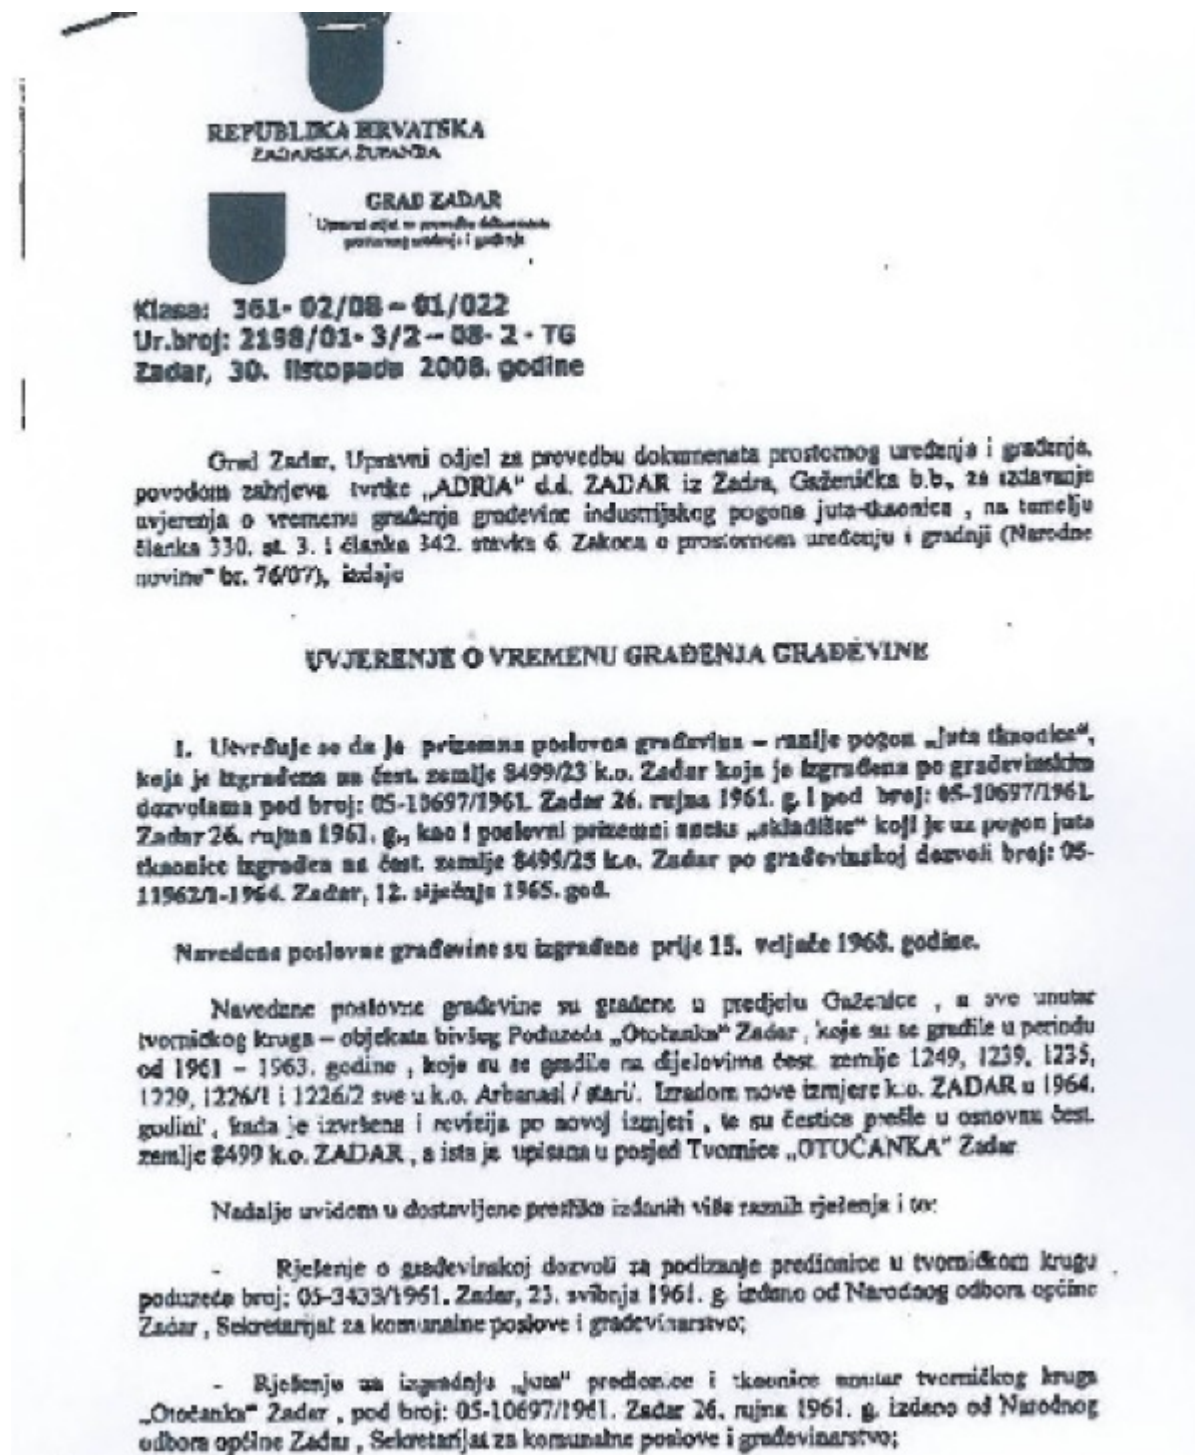 REPUBLIKA HRVATSKA
ZADARSKA ŽUPANIJA
GRAD ZADAR
Upravni odjel za provedbu dokumenata
prostornog uređenja i građenja
Klasa: 361- 02/08 – 01/022
Ur.broj: 2198/01- 3/2 – 08- 2 - TG
Zadar, 30. listopada 2008. godine
Grad Zadar, Upravni odjel za provedbu dokumenata prostornog uređenja i građenja,
povodom zahtjeva tvrtke „ADRIA" d.d. ZADAR iz Zadra, Gaženička b.b., za izdavanje
uvjerenja o vremenu građenja građevine industrijskog pogona juta-tkaonica , na temelju
članka 330. st. 3. i članka 342. stavka 6. Zakona o prostornom uređenju i gradnji (Narodne
novine" br. 76/07), izdaje
UVJERENJE O VREMENU GRAĐENJA GRAĐEVINE
I. Utvrđuje se da je prizemna poslovna građevina – ranije pogon „juta tkaonica",
koja je izgrađena na čest. zemlje 8499/23 k.o. Zadar koja je izgrađena po građevinskim
dozvolama pod broj: 05-10697/1961. Zadar 26. rujna 1961. g. i pod broj: 05-10697/1961.
Zadar 26. rujna 1961. g., kao i poslovni prizemni aneks „skladište" koji je uz pogon juta
tkaonice izgrađen na čest. zemlje 8499/25 k.o. Zadar po građevinskoj dozvoli broj: 05-
11962/1-1964. Zadar, 12. siječnja 1965. god.
Navedene poslovne građevine su izgrađene prije 15. veljače 1968. godine.
Navedene poslovne građevine su građene u predjelu Gaženice , a sve unutar
tvorničkog kruga – objekata bivšeg Poduzeća „Otočanka" Zadar , koje su se gradile u periodu
od 1961 – 1963. godine , koje su se gradile na dijelovima čest. zemlje 1249, 1239, 1235,
1229, 1226/1 i 1226/2 sve u k.o. Arbanasi / stari/. Izradom nove izmjere k.o. ZADAR u 1964.
godini , kada je izvršena i revizija po novoj izmjeri , te su čestice prešle u osnovnu čest.
zemlje 8499 k.o. ZADAR , a ista je upisana u posjed Tvornice „OTOČANKA" Zadar
Nadalje uvidom u dostavljene preslike izdanih više raznih rješenja i to:
- Rješenje o građevinskoj dozvoli za podizanje predionice u tvorničkom krugu
poduzeća broj: 05-3433/1961. Zadar, 23. svibnja 1961. g. izdano od Narodnog odbora općine
Zadar , Sekretarijat za komunalne poslove i građevinarstvo;
- Rješenje za izgradnju „juta" predionice i tkaonice unutar tvorničkog kruga
„Otočanka" Zadar , pod broj: 05-10697/1961. Zadar 26. rujna 1961. g. izdano od Narodnog
odbora općine Zadar , Sekretarijat za komunalne poslove i građevinarstvo;